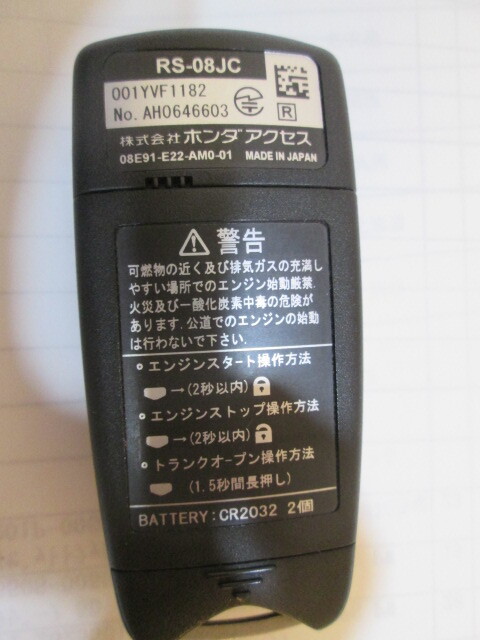 RS-08JC
001YVF1182
No. AH0646603
R
株式会社 ホンダアクセス
08E91-E22-AM0-01 MADE IN JAPAN
警告
可燃物の近く及び排気ガスの充満し
やすい場所でのエンジン始動厳禁.
火災及び一酸化炭素中毒の危険が
あります.公道でのエンジンの始動
は行わないで下さい.
エンジンスタート操作方法
→(2秒以内)
エンジンストップ操作方法
→(2秒以内)
トランクオープン操作方法
(1.5秒間長押し)
BATTERY: CR2032 2個